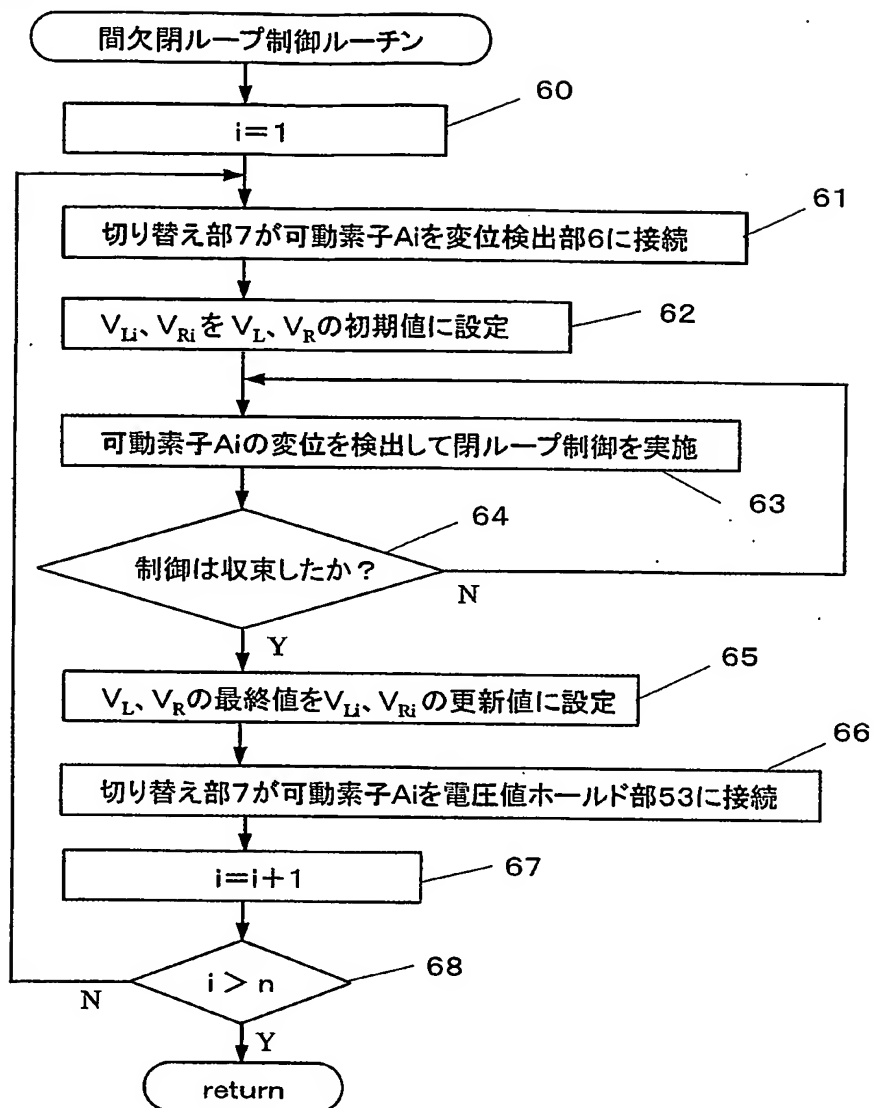 間欠閉ループ制御ルーチン
60
i=1
61
切り替え部7が可動素子Aiを変位検出部6に接続
62
VLi、VRiを VL、VRの初期値に設定
可動素子Aiの変位を検出して閉ループ制御を実施
63
64
制御は収束したか?
N
Y
65
VL、VRの最終値をVLi、VRiの更新値に設定
66
切り替え部7が可動素子Aiを電圧値ホールド部53に接続
67
i=i+1
68
i > n
N
Y
return